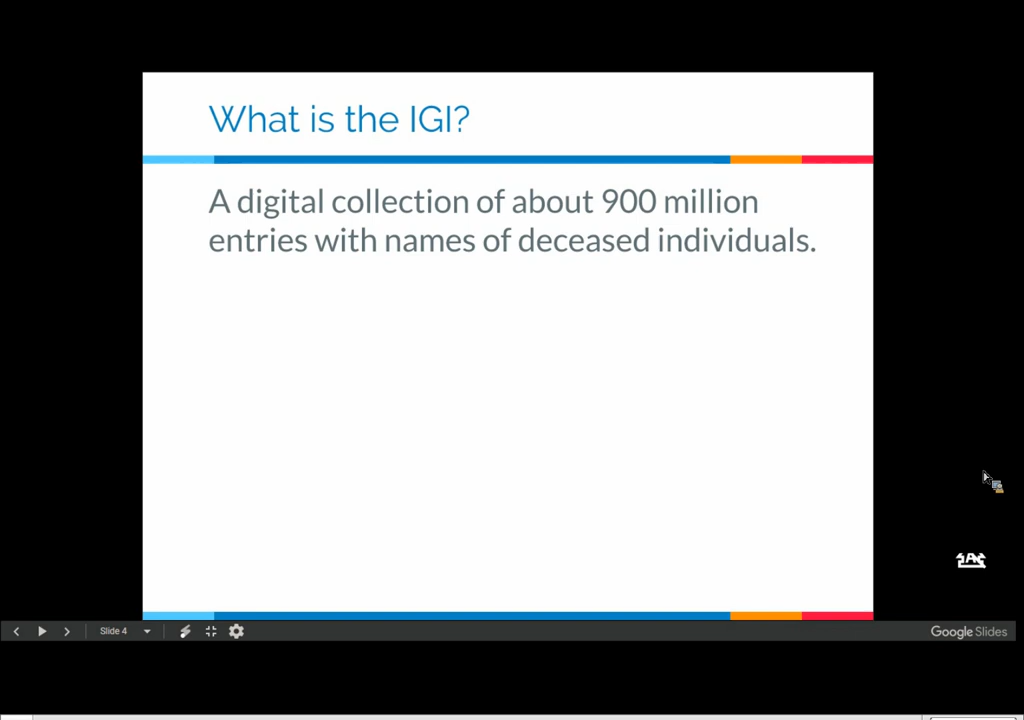 What is the IGI?
A digital collection of about 900 million
entries with names of deceased individuals.
Slide 4
Google Slides